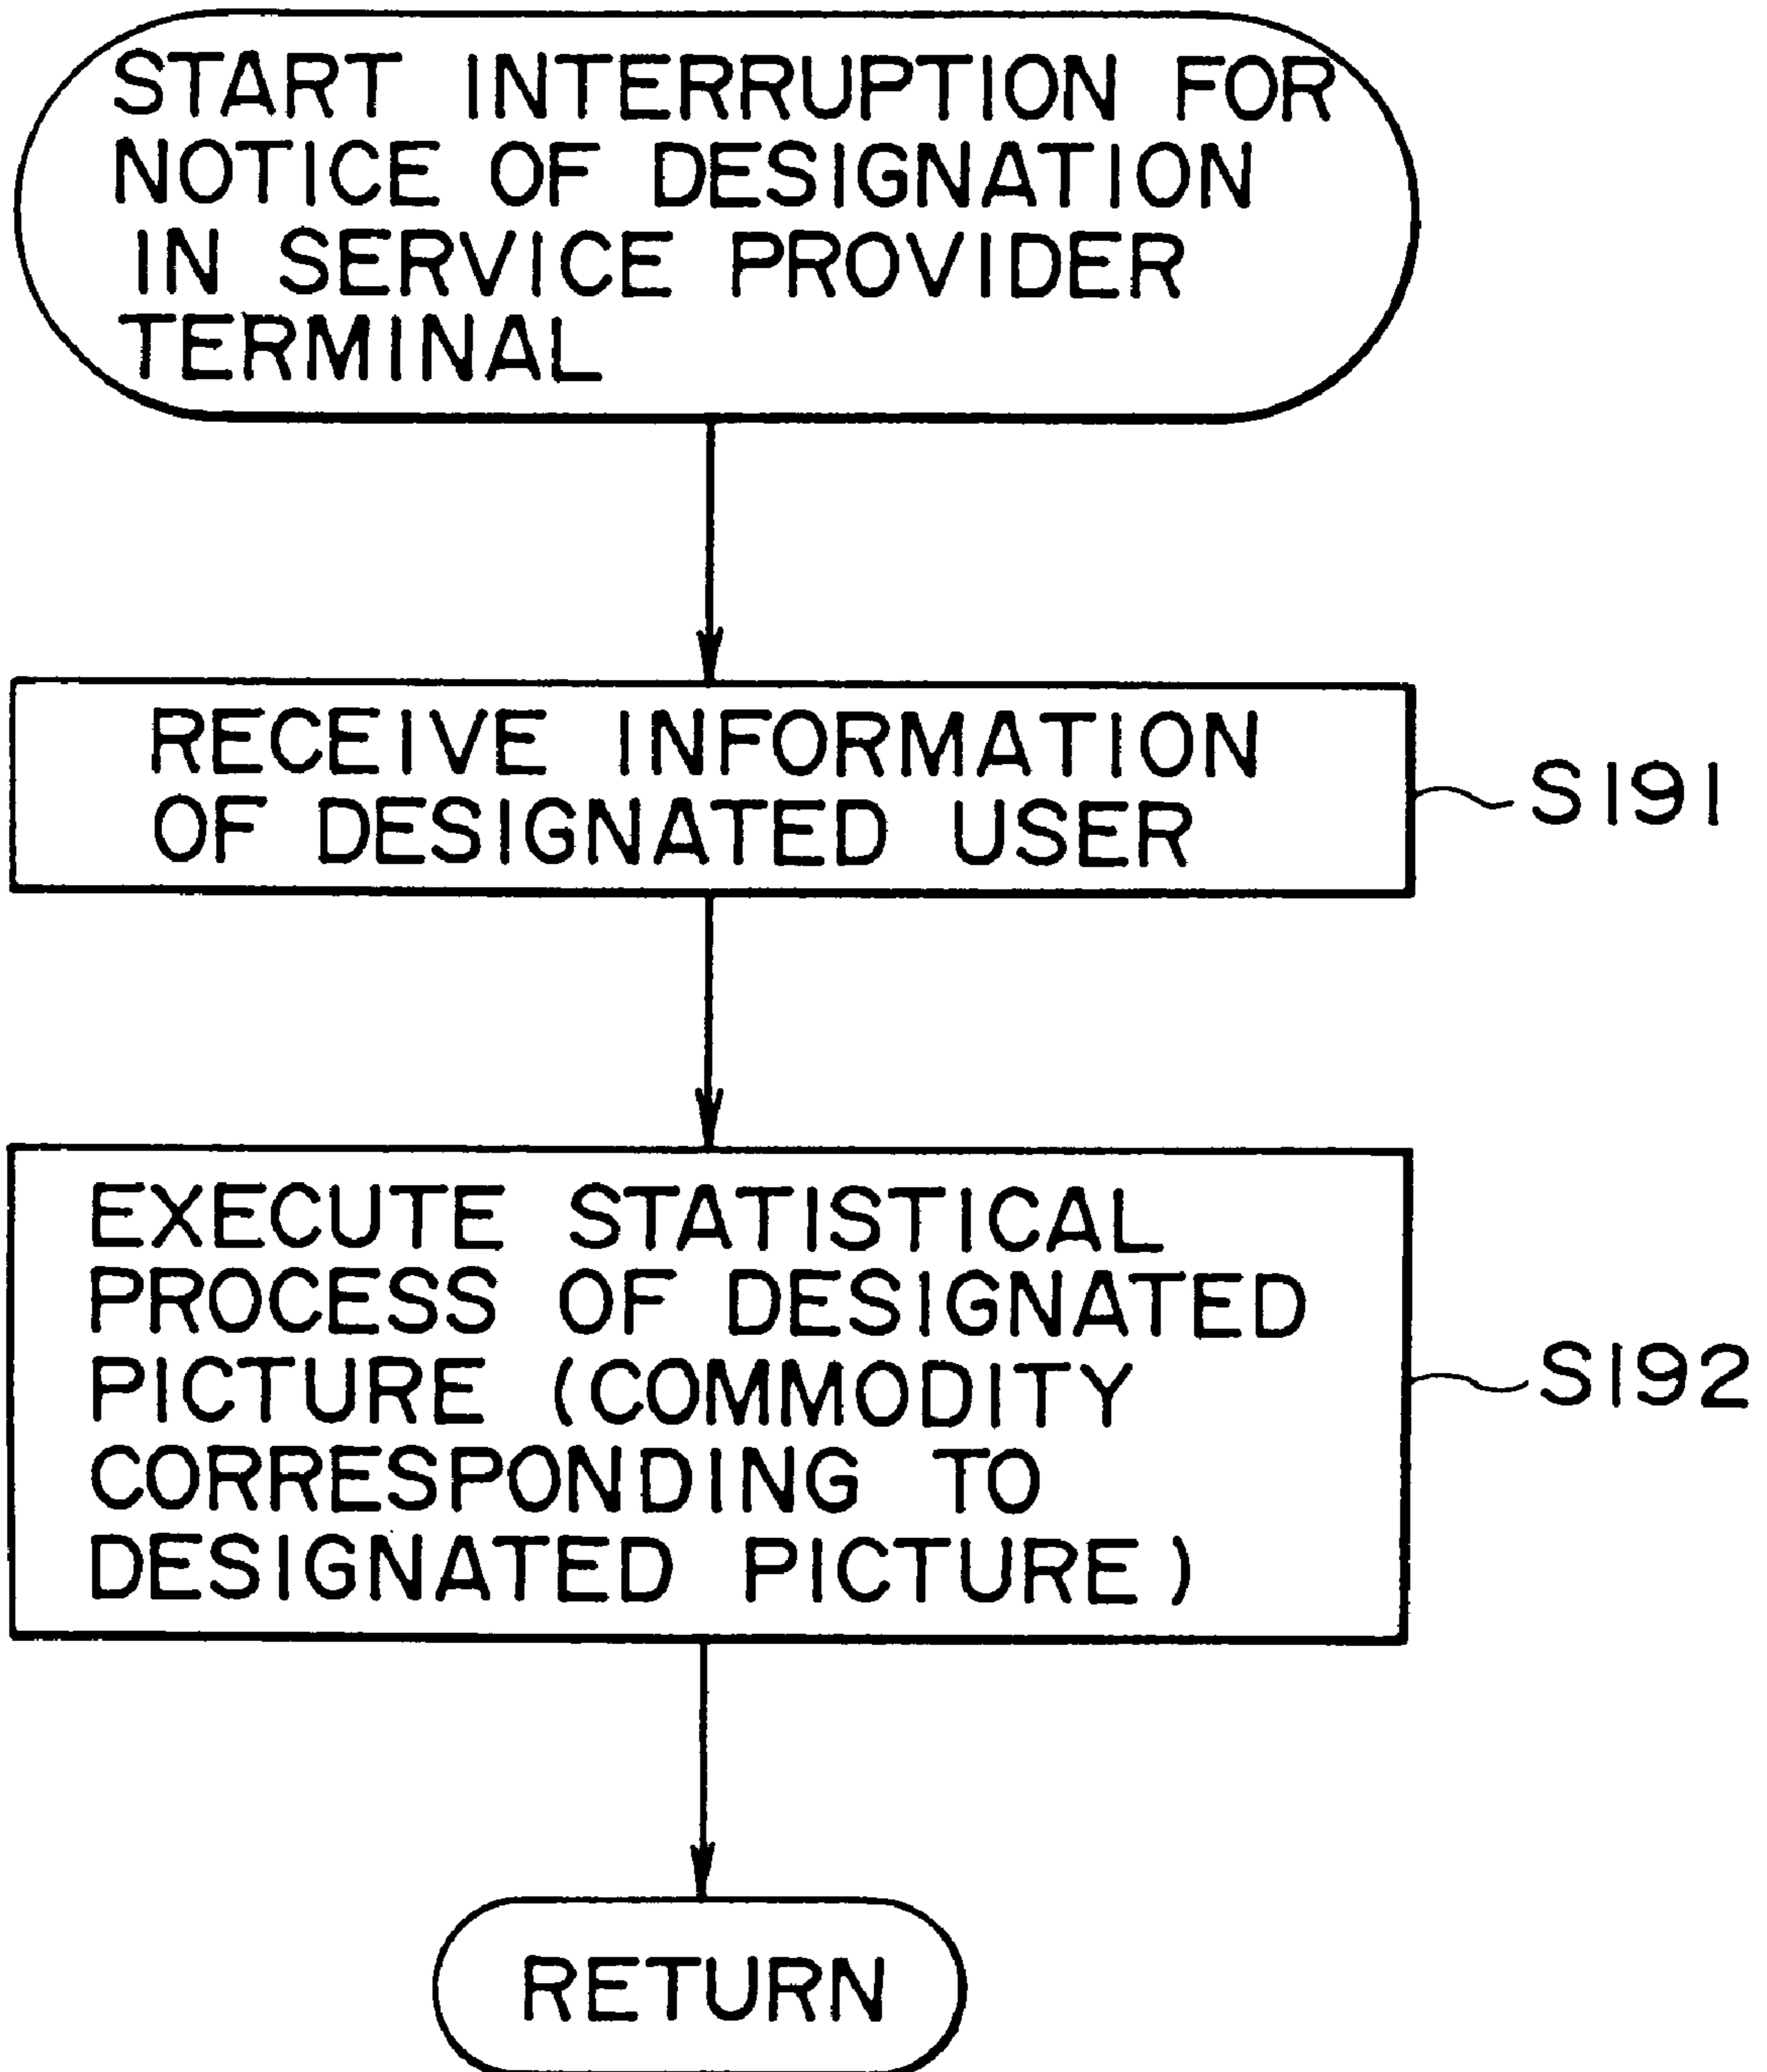 START INTERRUPTION FOR
NOTICE OF DESIGNATION
IN SERVICE PROVIDER
TERMINAL
RECEIVE INFORMATION
OF DESIGNATED USER
S191
EXECUTE STATISTICAL
PROCESS OF DESIGNATED
PICTURE (COMMODITY
CORRESPONDING TO
DESIGNATED PICTURE)
S192
RETURN